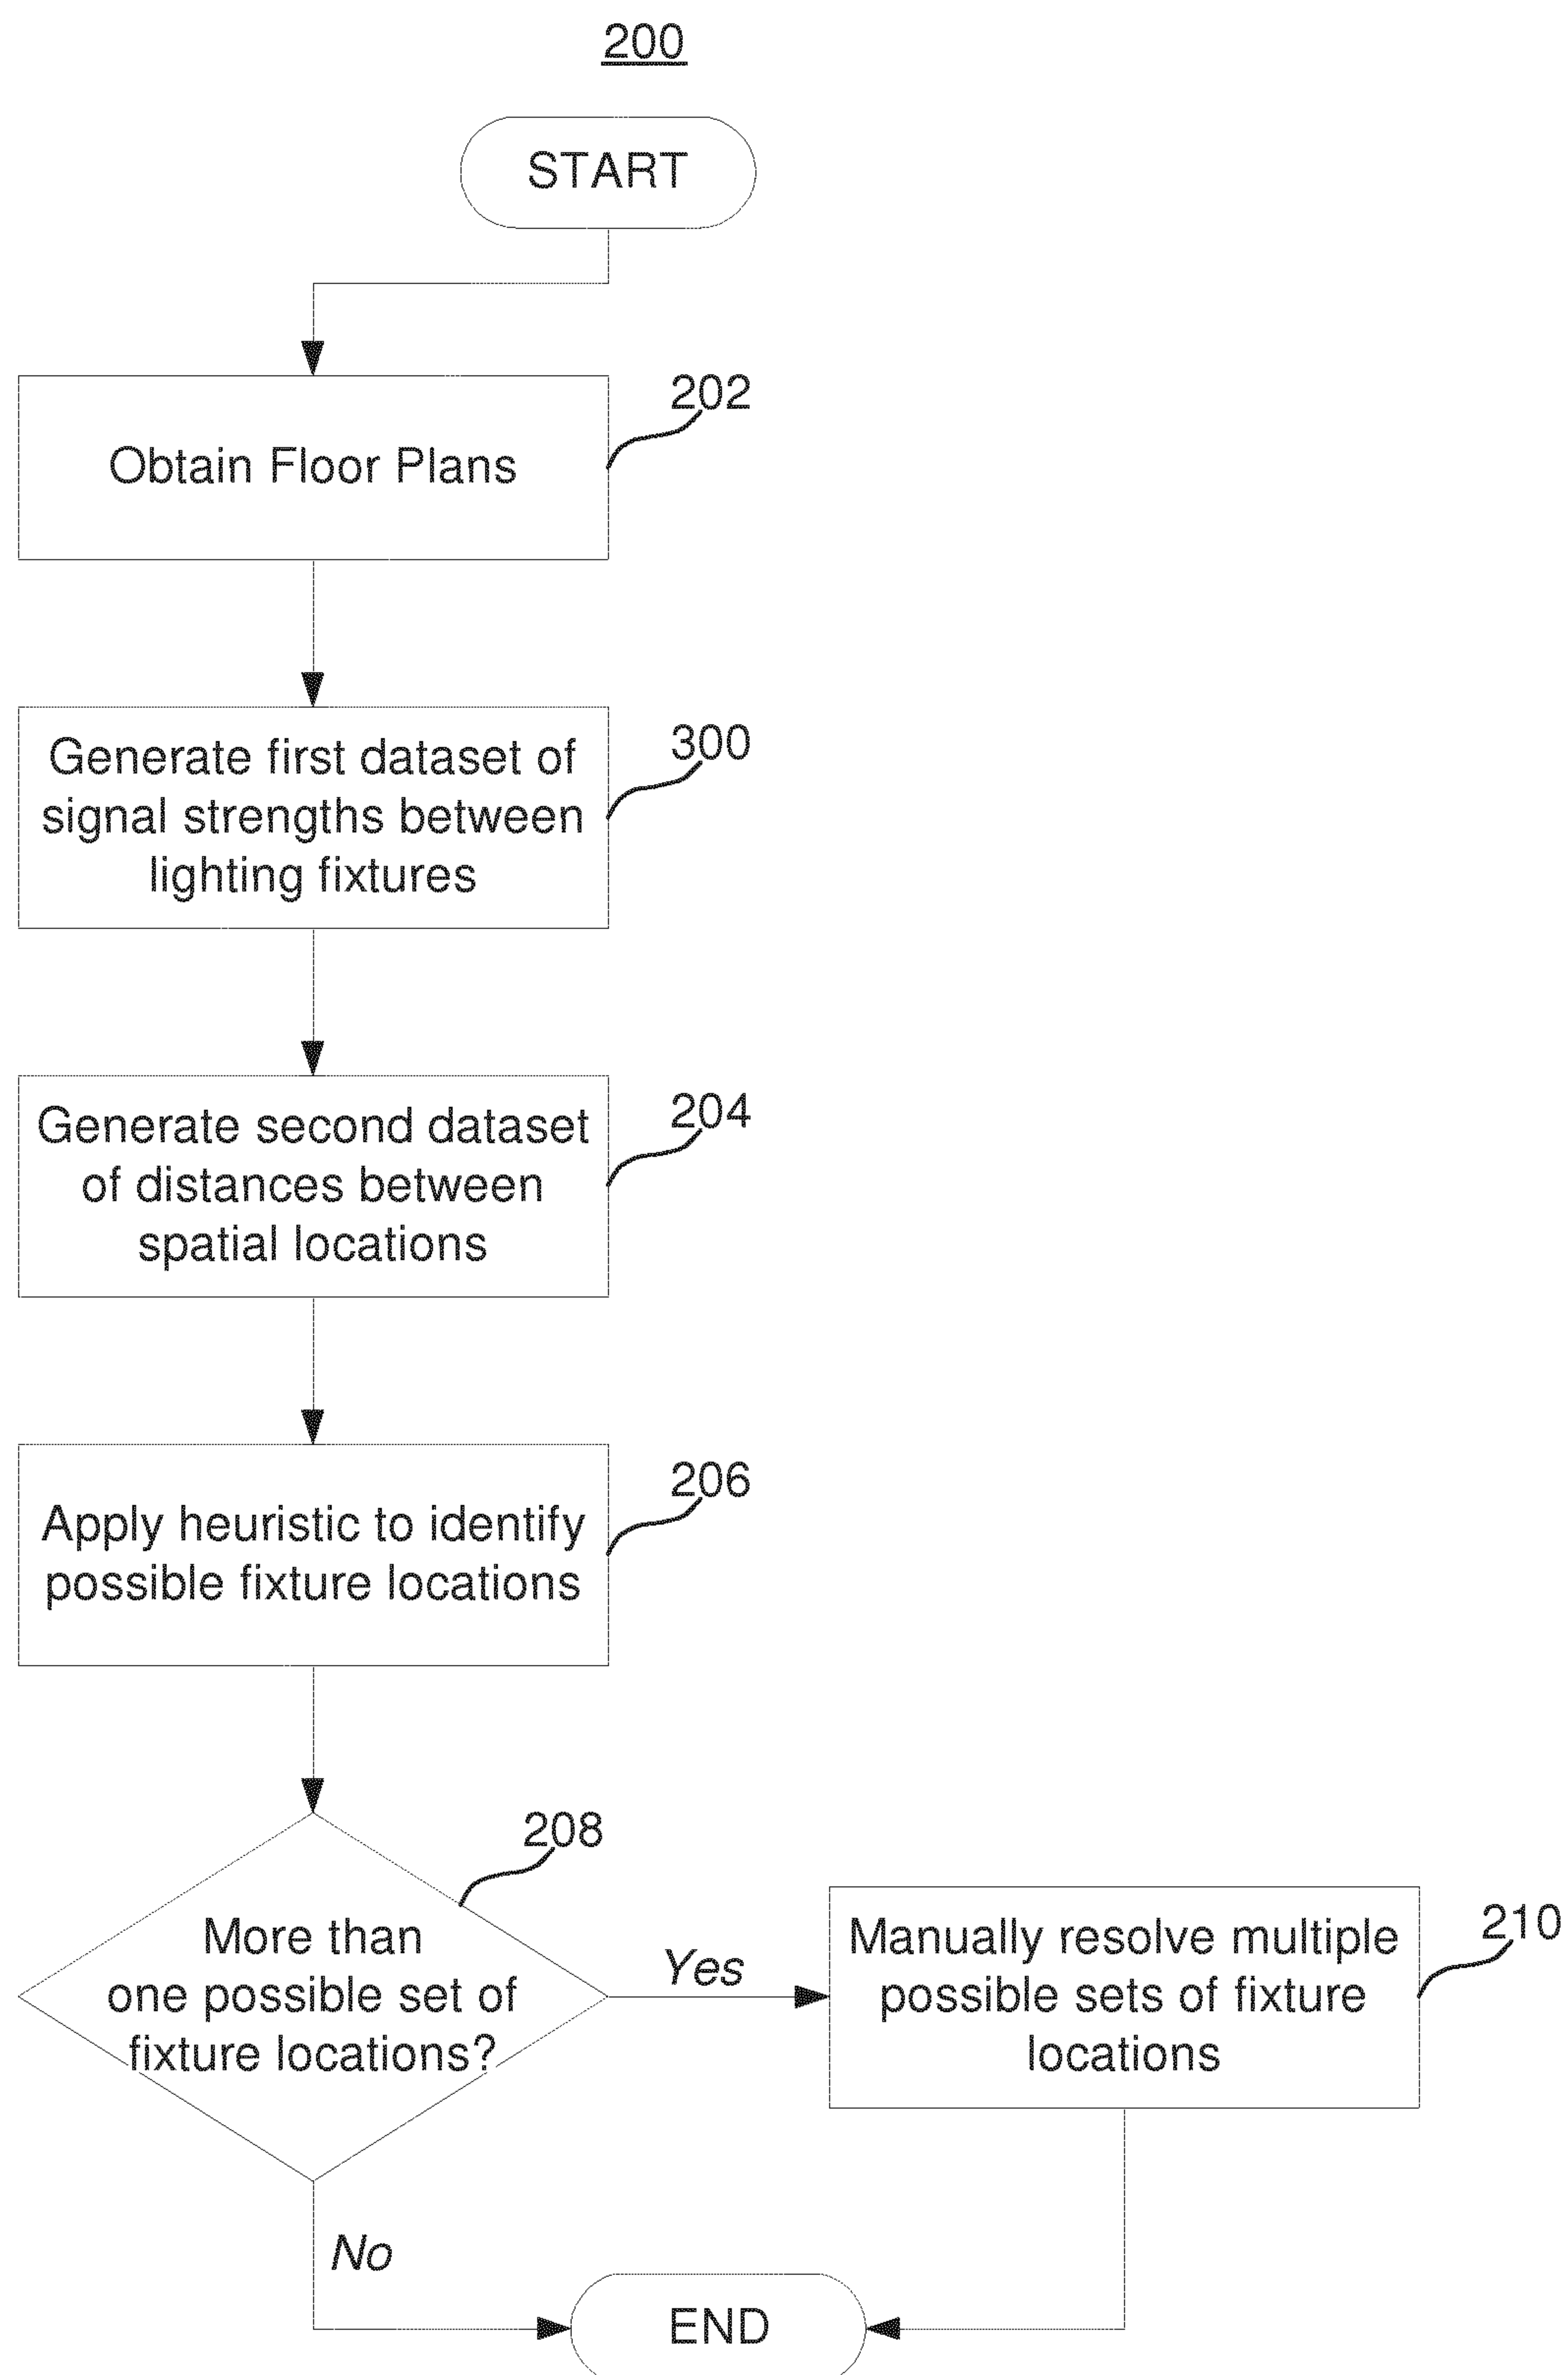 200
START
202
Obtain Floor Plans
300
Generate first dataset of
signal strengths between
lighting fixtures
204
Generate second dataset
of distances between
spatial locations
206
Apply heuristic to identify
possible fixture locations
208
More than
one possible set of
fixture locations?
Yes
210
Manually resolve multiple
possible sets of fixture
locations
No
END